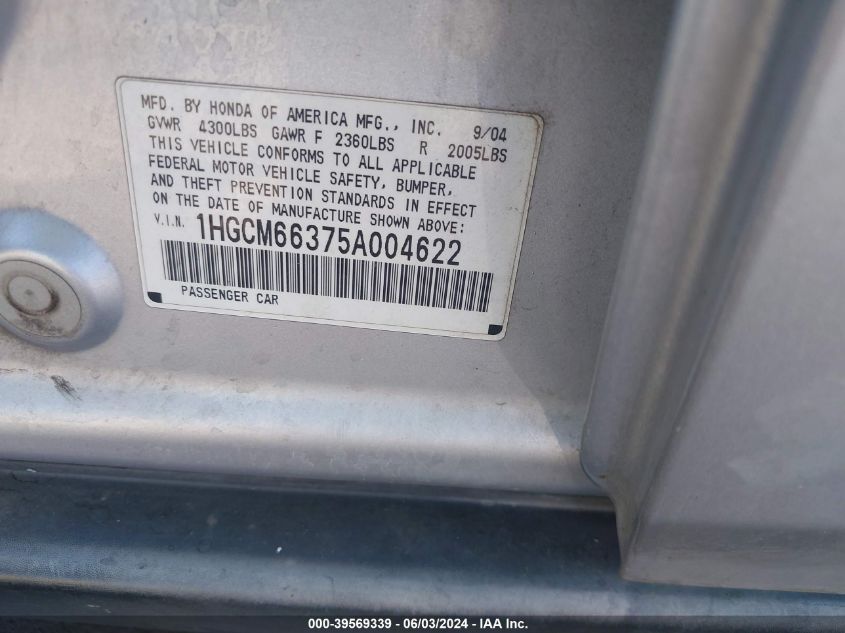 MFD. BY HONDA OF AMERICA MFG., INC. 9/04
GVWR 4300LBS GAWR F 2360LBS R 2005LBS
THIS VEHICLE CONFORMS TO ALL APPLICABLE
FEDERAL MOTOR VEHICLE SAFETY, BUMPER,
AND THEFT PREVENTION STANDARDS IN EFFECT
ON THE DATE OF MANUFACTURE SHOWN ABOVE:
V.I.N. 1HGCM66375A004622
PASSENGER CAR
000-39569339 - 06/03/2024 - IAA Inc.